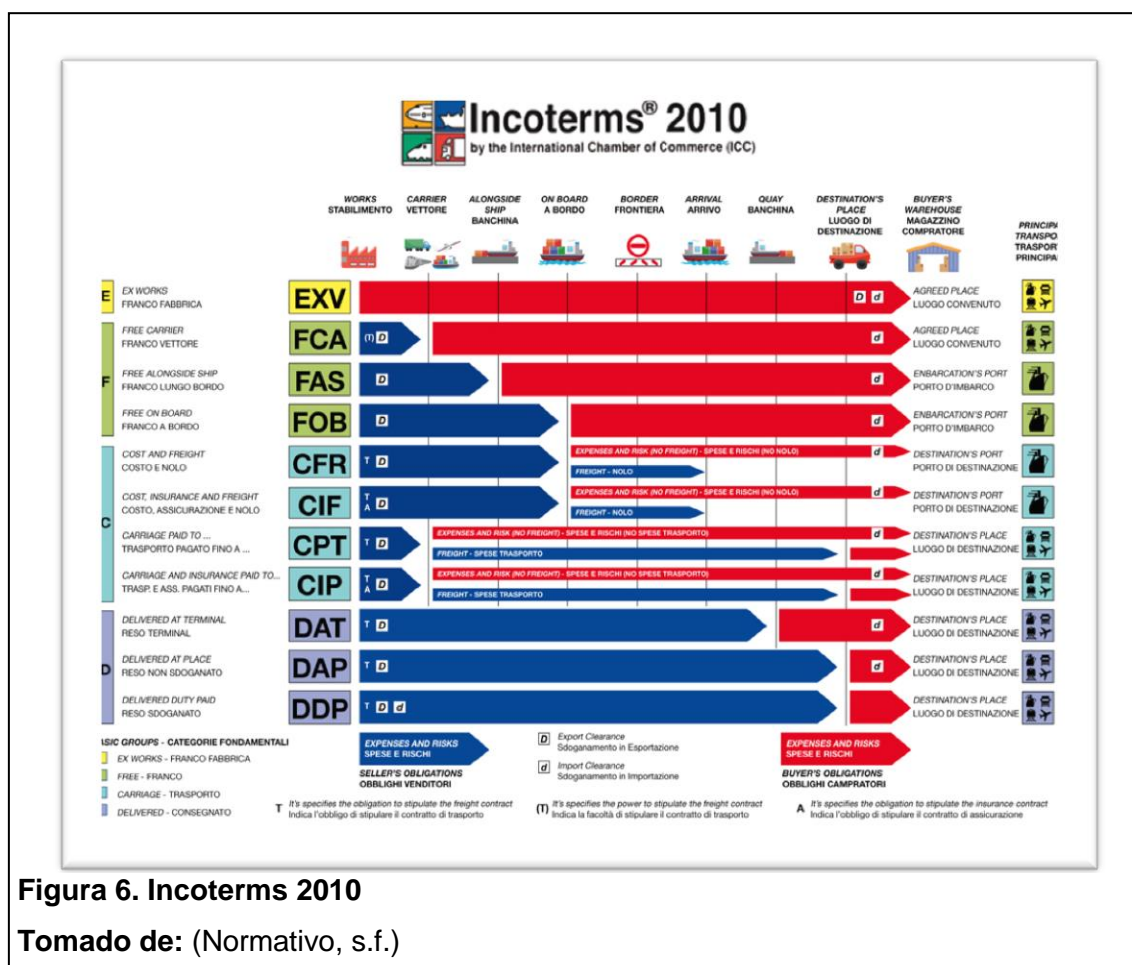 Incoterms® 2010
by the International Chamber of Commerce (ICC)
WORKS
STABILIMENTO
CARRIER
VETTORE
ALONGSIDE
SHIP
BANCHINA
ON BOARD
A BORDO
BORDER
FRONTIERA
ARRIVAL
ARRIVO
QUAY
BANCHINA
DESTINATION'S
PLACE
LUOGO DI
DESTINAZIONE
BUYER'S
WAREHOUSE
MAGAZZINO
COMPRATORE
PRINCIPA
TRANSPO
TRASPOR
PRINCIPA
E
EX WORKS
FRANCO FABBRICA
EXV
D d
AGREED PLACE
LUOGO CONVENUTO
F
FREE CARRIER
FRANCO VETTORE
FCA
(T) D
d
AGREED PLACE
LUOGO CONVENUTO
FREE ALONGSIDE SHIP
FRANCO LUNGO BORDO
FAS
D
d
ENBARCATION'S PORT
PORTO D'IMBARCO
FREE ON BOARD
FRANCO A BORDO
FOB
D
d
ENBARCATION'S PORT
PORTO D'IMBARCO
C
COST AND FREIGHT
COSTO E NOLO
CFR
T D
EXPENSES AND RISK (NO FREIGHT) - SPESE E RISCHI (NO NOLO)
d
FREIGHT - NOLO
DESTINATION'S PORT
PORTO DI DESTINAZIONE
COST, INSURANCE AND FREIGHT
COSTO, ASSICURAZIONE E NOLO
CIF
T
A D
EXPENSES AND RISK (NO FREIGHT) - SPESE E RISCHI (NO NOLO)
d
FREIGHT - NOLO
DESTINATION'S PORT
PORTO DI DESTINAZIONE
CARRIAGE PAID TO ...
TRASPORTO PAGATO FINO A ...
CPT
T D
EXPENSES AND RISK (NO FREIGHT) - SPESE E RISCHI (NO SPESE TRASPORTO)
d
FREIGHT - SPESE TRASPORTO
DESTINATION'S PLACE
LUOGO DI DESTINAZIONE
CARRIAGE AND INSURANCE PAID TO...
TRASP. E ASS. PAGATI FINO A...
CIP
T
A D
EXPENSES AND RISK (NO FREIGHT) - SPESE E RISCHI (NO SPESE TRASPORTO)
d
FREIGHT - SPESE TRASPORTO
DESTINATION'S PLACE
LUOGO DI DESTINAZIONE
D
DELIVERED AT TERMINAL
RESO TERMINAL
DAT
T D
d
DESTINATION'S PLACE
LUOGO DI DESTINAZIONE
DELIVERED AT PLACE
RESO NON SDOGANATO
DAP
T D
d
DESTINATION'S PLACE
LUOGO DI DESTINAZIONE
DELIVERED DUTY PAID
RESO SDOGANATO
DDP
T D d
DESTINATION'S PLACE
LUOGO DI DESTINAZIONE
ASIC GROUPS - CATEGORIE FONDAMENTALI
EX WORKS - FRANCO FABBRICA
FREE - FRANCO
CARRIAGE - TRASPORTO
DELIVERED - CONSEGNATO
EXPENSES AND RISKS
SPESE E RISCHI
SELLER'S OBLIGATIONS
OBBLIGHI VENDITORI
D Export Clearance
Sdoganamento in Esportazione
d Import Clearance
Sdoganamento in Importazione
EXPENSES AND RISKS
SPESE E RISCHI
BUYER'S OBLIGATIONS
OBBLIGHI CAMPRATORI
T It's specifies the obligation to stipulate the freight contract
Indica l'obbligo di stipulare il contratto di trasporto
(T) It's specifies the power to stipulate the freight contract
Indica la facoltà di stipulare il contratto di trasporto
A It's specifies the obligation to stipulate the insurance contract
Indica l'obbligo di stipulare il contratto di assicurazione
Figura 6. Incoterms 2010
Tomado de: (Normativo, s.f.)